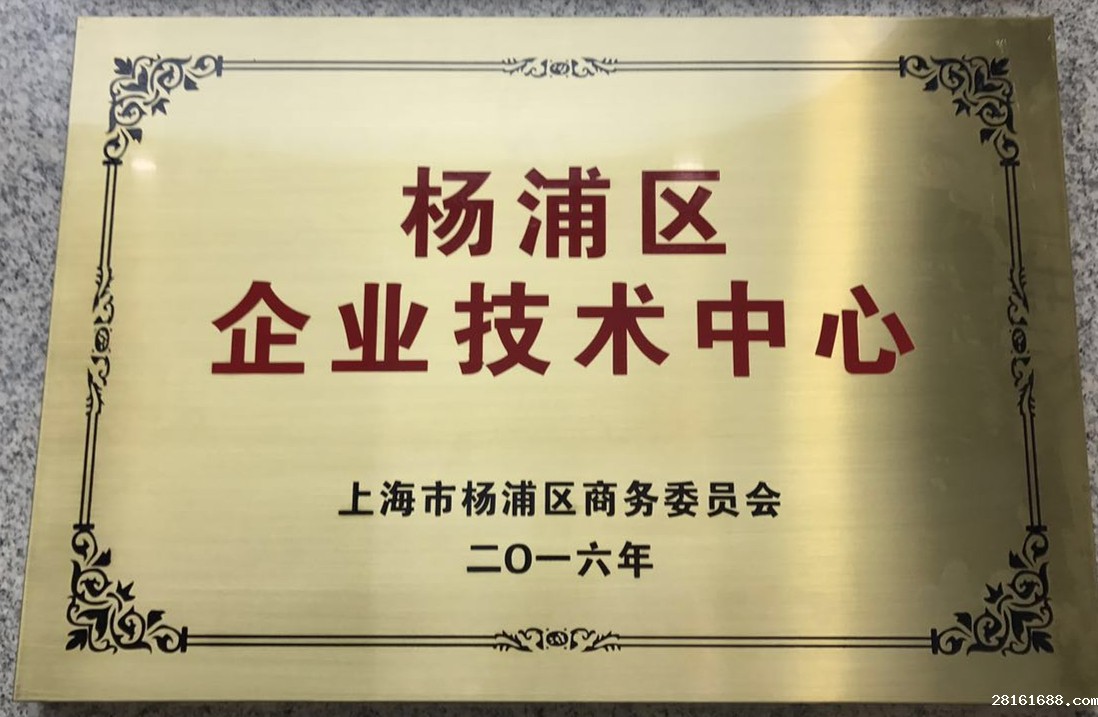 杨浦区
企业技术中心
上海市杨浦区商务委员会
二〇一六年
28161688.com